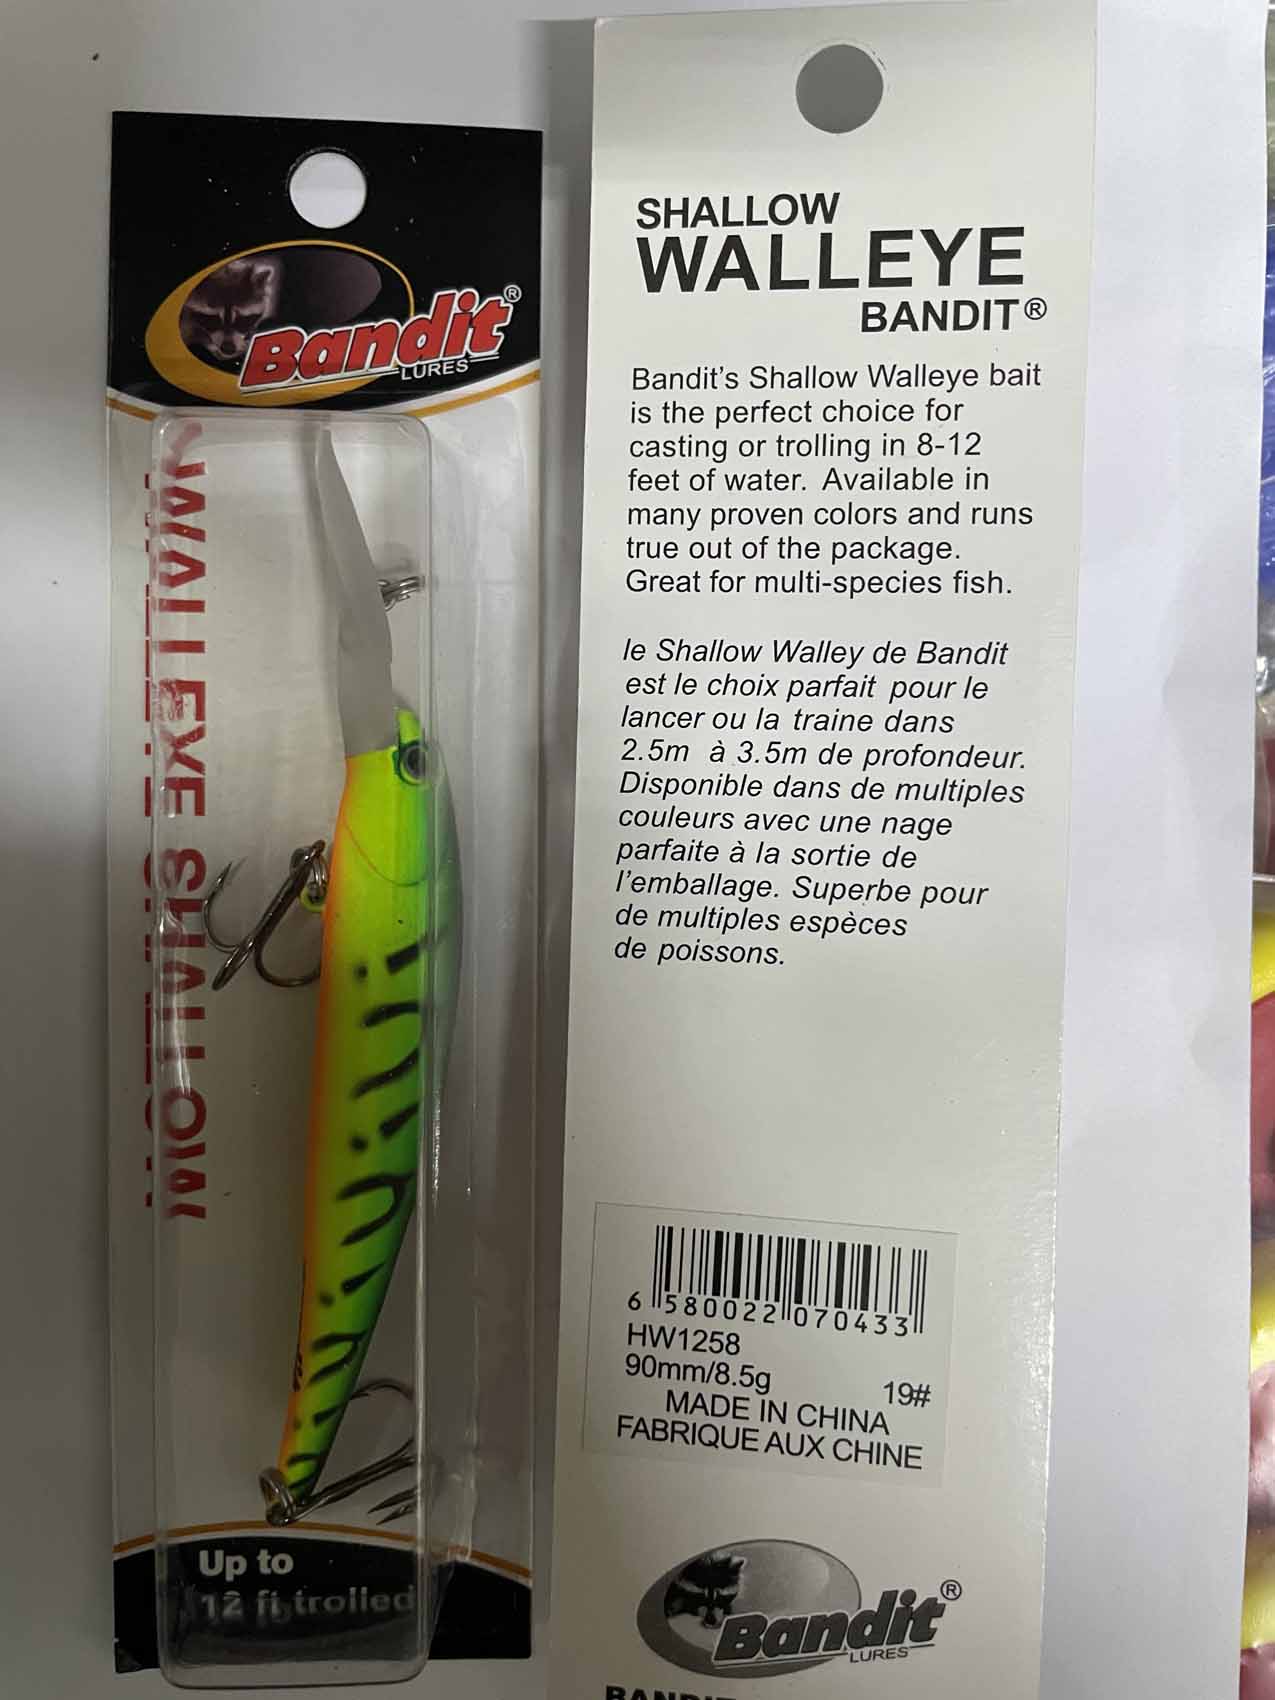 Bandit®
LURES
WALLEYE SHALLOW
Up to
12 ft trolled
SHALLOW
WALLEYE
BANDIT®
Bandit's Shallow Walleye bait
is the perfect choice for
casting or trolling in 8-12
feet of water. Available in
many proven colors and runs
true out of the package.
Great for multi-species fish.
le Shallow Walley de Bandit
est le choix parfait pour le
lancer ou la traine dans
2.5m à 3.5m de profondeur.
Disponible dans de multiples
couleurs avec une nage
parfaite à la sortie de
l'emballage. Superbe pour
de multiples espèces
de poissons.
6 580022 070433
HW1258
90mm/8.5g 19#
MADE IN CHINA
FABRIQUE AUX CHINE
Bandit®
LURES